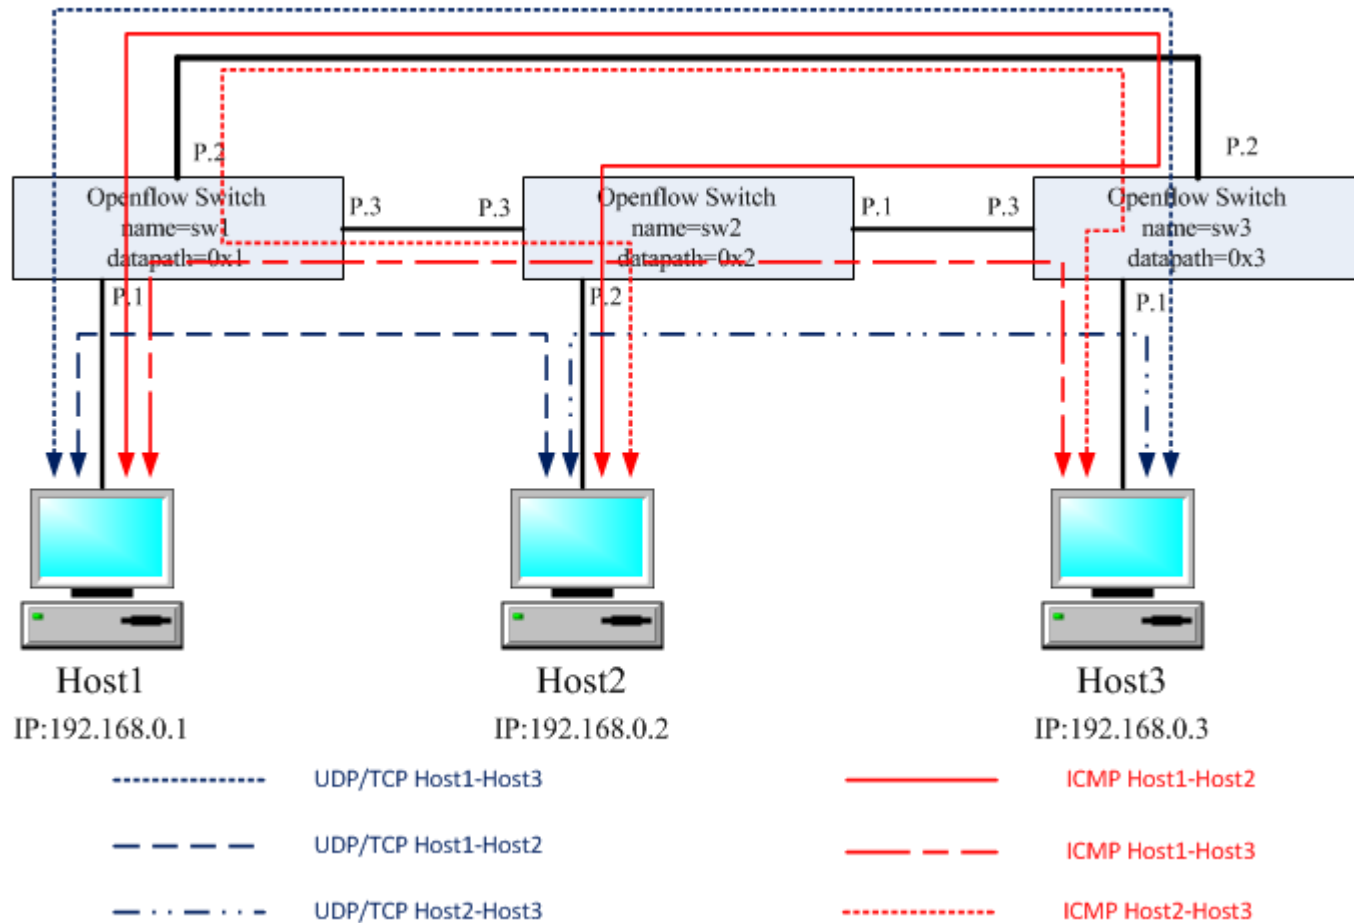 P.2
P.2
Openflow Switch
name=sw1
datapath=0x1
P.3
P.3
Openflow Switch
name=sw2
datapath=0x2
P.1
P.3
Openflow Switch
name=sw3
datapath=0x3
P.1
P.2
P.1
Host1
IP:192.168.0.1
Host2
IP:192.168.0.2
Host3
IP:192.168.0.3
UDP/TCP Host1-Host3
ICMP Host1-Host2
UDP/TCP Host1-Host2
ICMP Host1-Host3
UDP/TCP Host2-Host3
ICMP Host2-Host3